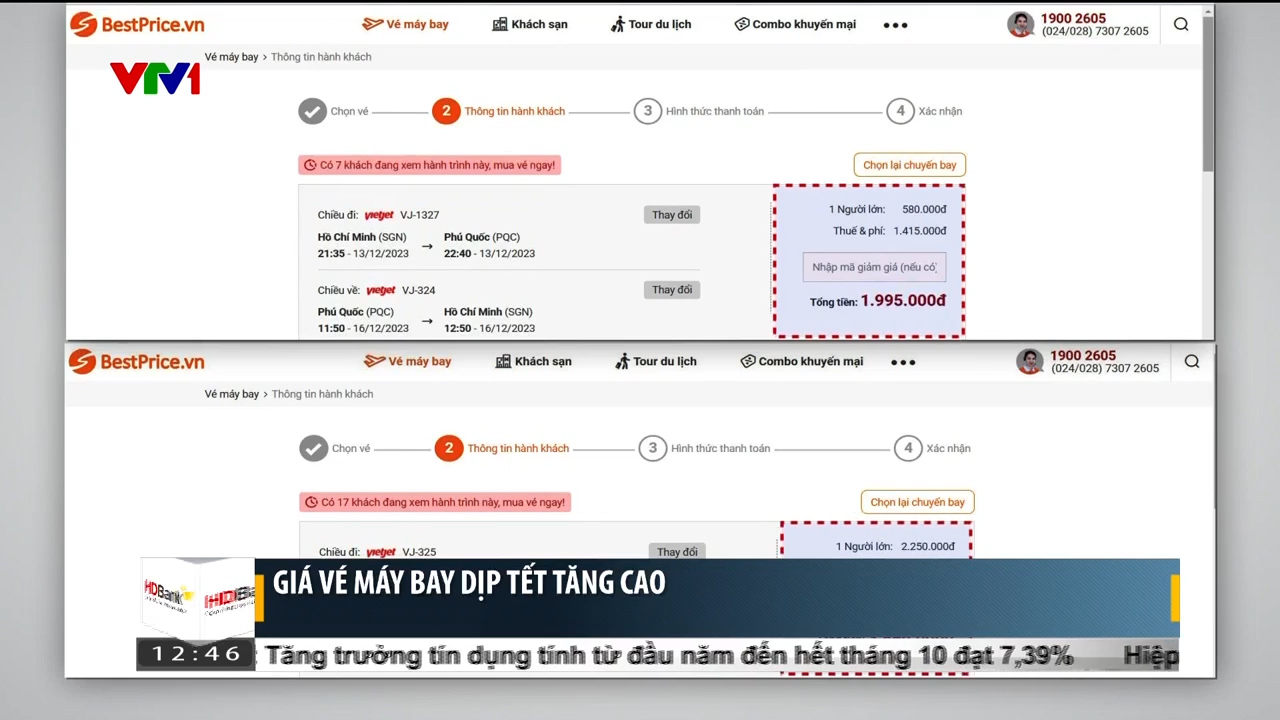 BestPrice.vn
Vé máy bay
Khách sạn
Tour du lịch
Combo khuyến mại
1900 2605
(024/028) 7307 2605
Vé máy bay > Thông tin hành khách
VTV1
Chọn vé
2 Thông tin hành khách
3 Hình thức thanh toán
4 Xác nhận
Có 7 khách đang xem hành trình này, mua vé ngay!
Chọn lại chuyến bay
Chiều đi: vietjet VJ-1327
Thay đổi
Hồ Chí Minh (SGN) → Phú Quốc (PQC)
21:35 - 13/12/2023 22:40 - 13/12/2023
Chiều về: vietjet VJ-324
Thay đổi
Phú Quốc (PQC) → Hồ Chí Minh (SGN)
11:50 - 16/12/2023 12:50 - 16/12/2023
1 Người lớn: 580.000đ
Thuế & phí: 1.415.000đ
Nhập mã giảm giá (nếu có)
Tổng tiền: 1.995.000đ
BestPrice.vn
Vé máy bay
Khách sạn
Tour du lịch
Combo khuyến mại
1900 2605
(024/028) 7307 2605
Vé máy bay > Thông tin hành khách
Chọn vé
2 Thông tin hành khách
3 Hình thức thanh toán
4 Xác nhận
Có 17 khách đang xem hành trình này, mua vé ngay!
Chọn lại chuyến bay
Chiều đi: vietjet VJ-325
Thay đổi
1 Người lớn: 2.250.000đ
HDBank
GIÁ VÉ MÁY BAY DỊP TẾT TĂNG CAO
12:46
Tăng trưởng tín dụng tính từ đầu năm đến hết tháng 10 đạt 7,39% Hiệp